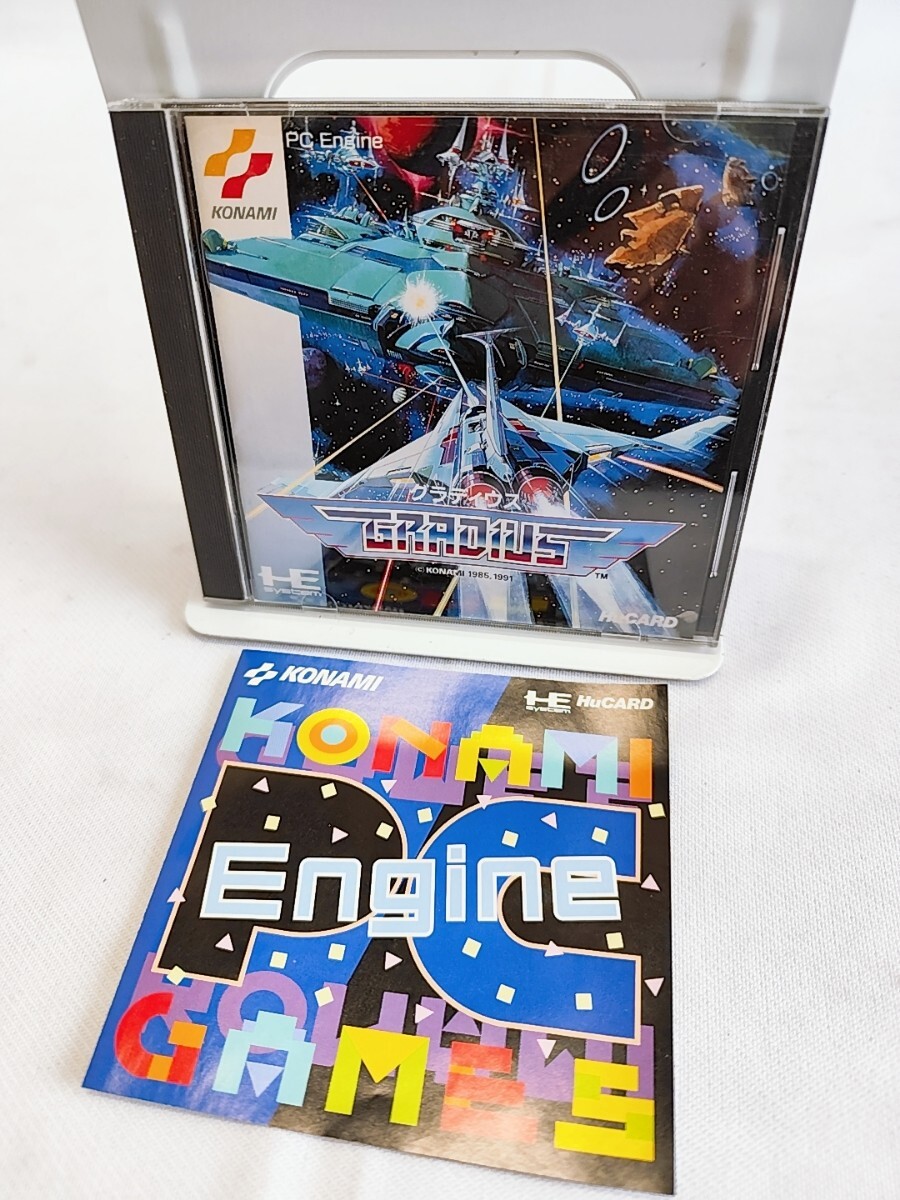 PC Engine
KONAMI
グラディウス
GRADIUS
TM
© KONAMI 1985, 1991
HE
SYSTEM
HuCARD
KONAMI
HE
SYSTEM
HuCARD
KONAMI
PC
Engine
GAMES